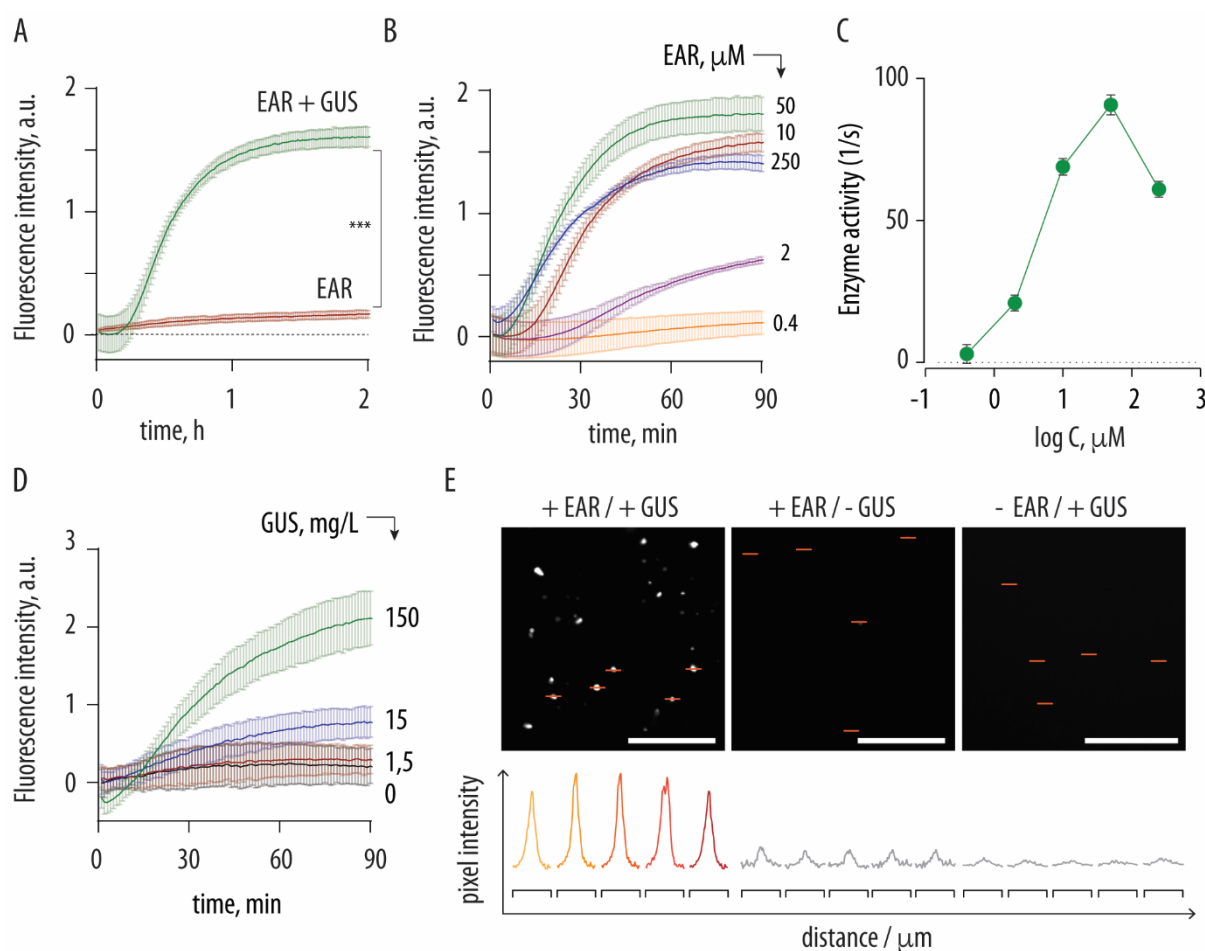 A
Fluorescence intensity, a.u.
2
1
0
EAR + GUS
***
EAR
0 1 2
time, h
B
EAR, μM
Fluorescence intensity, a.u.
2
1
0
50
10
250
2
0.4
0 30 60 90
time, min
C
Enzyme activity (1/s)
100
50
0
-1 0 1 2 3
log C, μM
D
GUS, mg/L
Fluorescence intensity, a.u.
3
2
1
0
150
15
1,5
0
0 30 60 90
time, min
E
+ EAR / + GUS
+ EAR / - GUS
- EAR / + GUS
pixel intensity
distance / μm